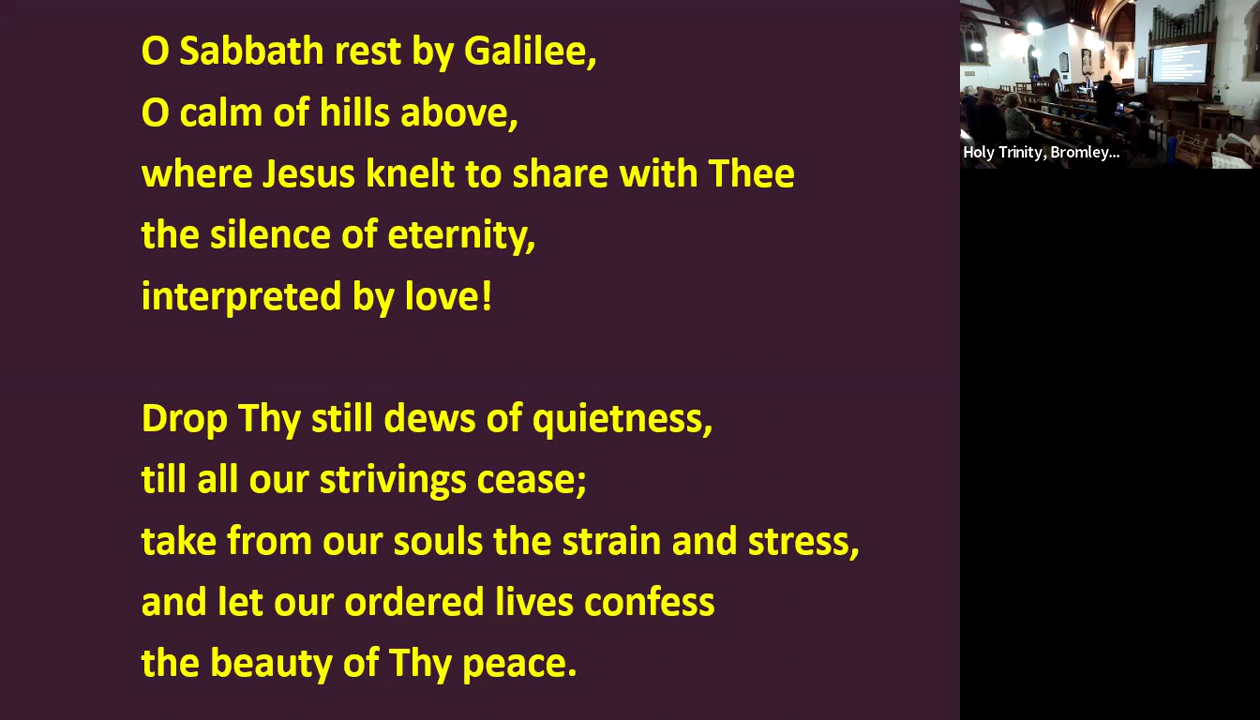 O Sabbath rest by Galilee,
O calm of hills above,
where Jesus knelt to share with Thee
the silence of eternity,
interpreted by love!
Drop Thy still dews of quietness,
till all our strivings cease;
take from our souls the strain and stress,
and let our ordered lives confess
the beauty of Thy peace.
Holy Trinity, Bromley...